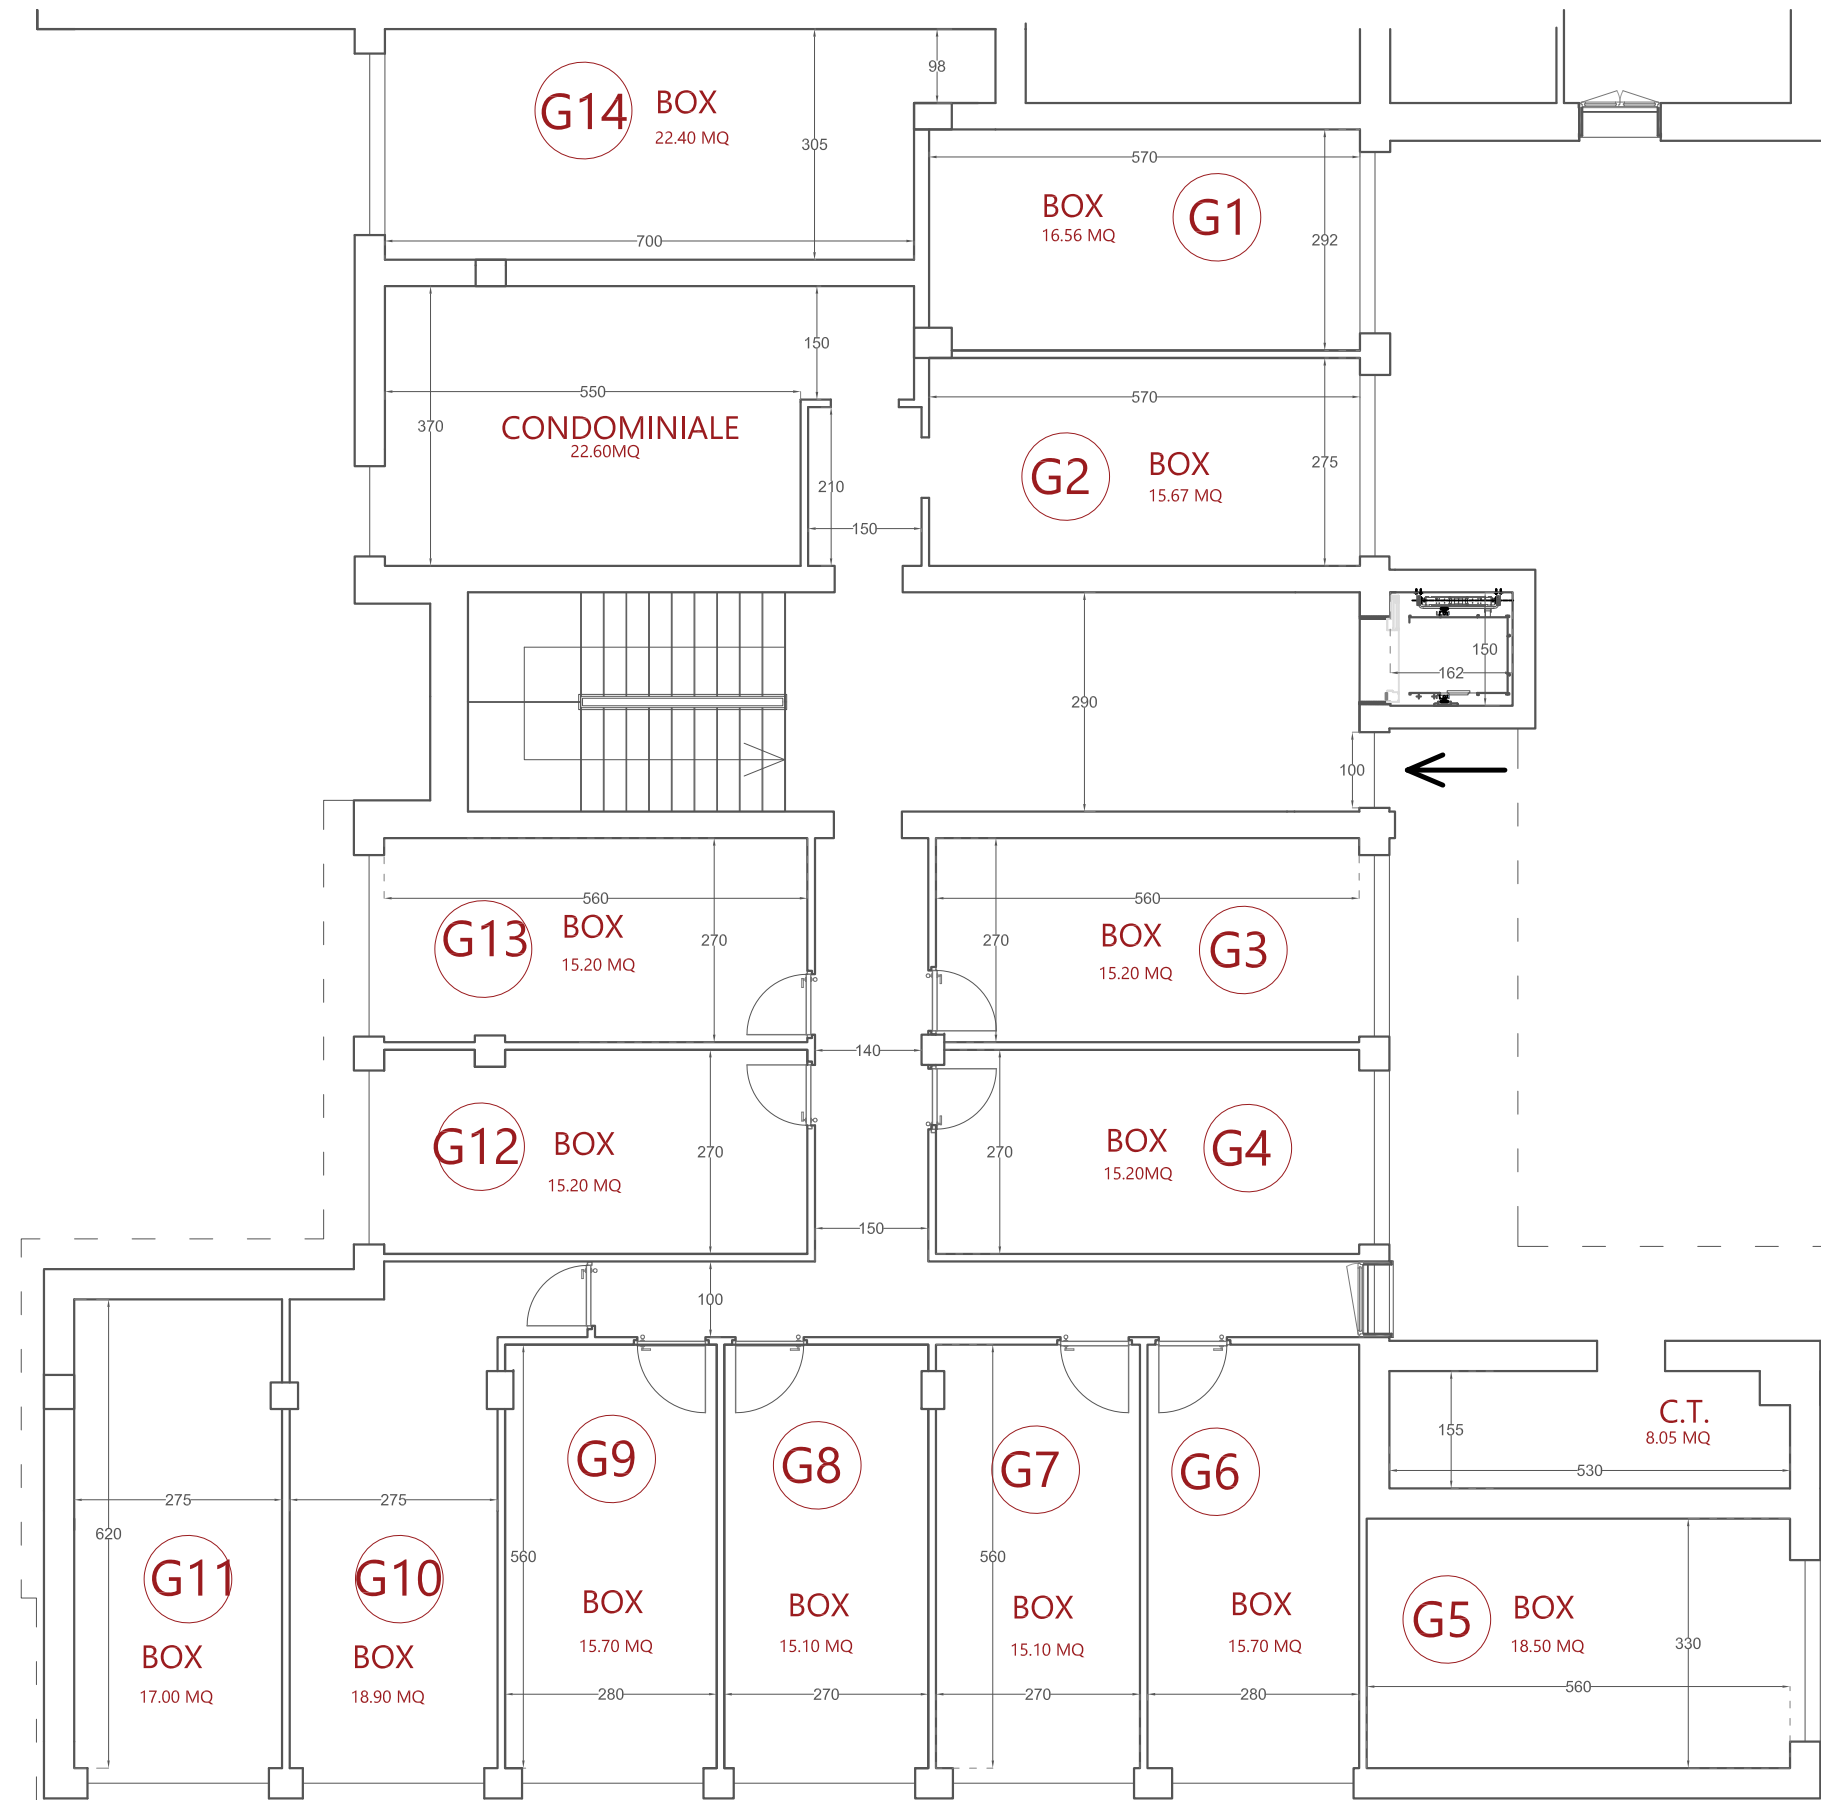 98
G14
BOX
22.40 MQ
305
700
570
BOX
16.56 MQ
G1
292
150
550
370
CONDOMINIALE
22.60MQ
210
150
570
G2
BOX
15.67 MQ
275
150
162
290
100
560
G13
BOX
15.20 MQ
270
560
270
BOX
15.20 MQ
G3
140
G12
BOX
15.20 MQ
270
270
BOX
15.20MQ
G4
150
100
C.T.
8.05 MQ
155
530
G9
G8
G7
G6
275
275
620
560
560
G11
G10
BOX
15.70 MQ
BOX
15.10 MQ
BOX
15.10 MQ
BOX
15.70 MQ
G5
BOX
18.50 MQ
330
560
BOX
17.00 MQ
BOX
18.90 MQ
280
270
270
280